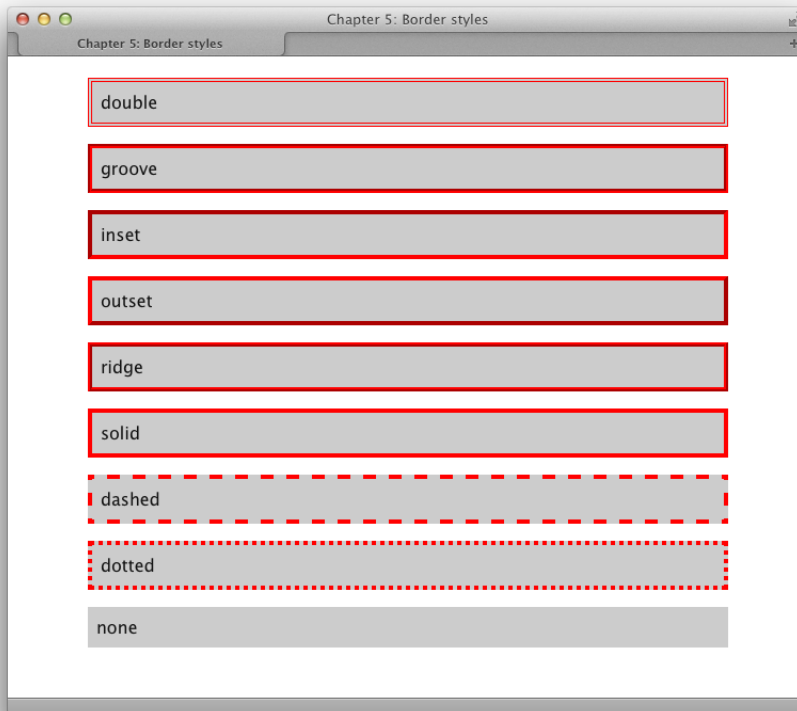 Chapter 5: Border styles
Chapter 5: Border styles
double
groove
inset
outset
ridge
solid
dashed
dotted
none